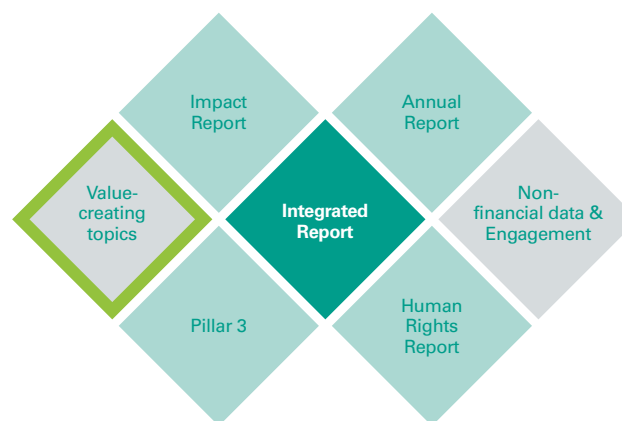 Impact
Report
Annual
Report
Value-
creating
topics
Integrated
Report
Non-
financial data &
Engagement
Pillar 3
Human
Rights
Report